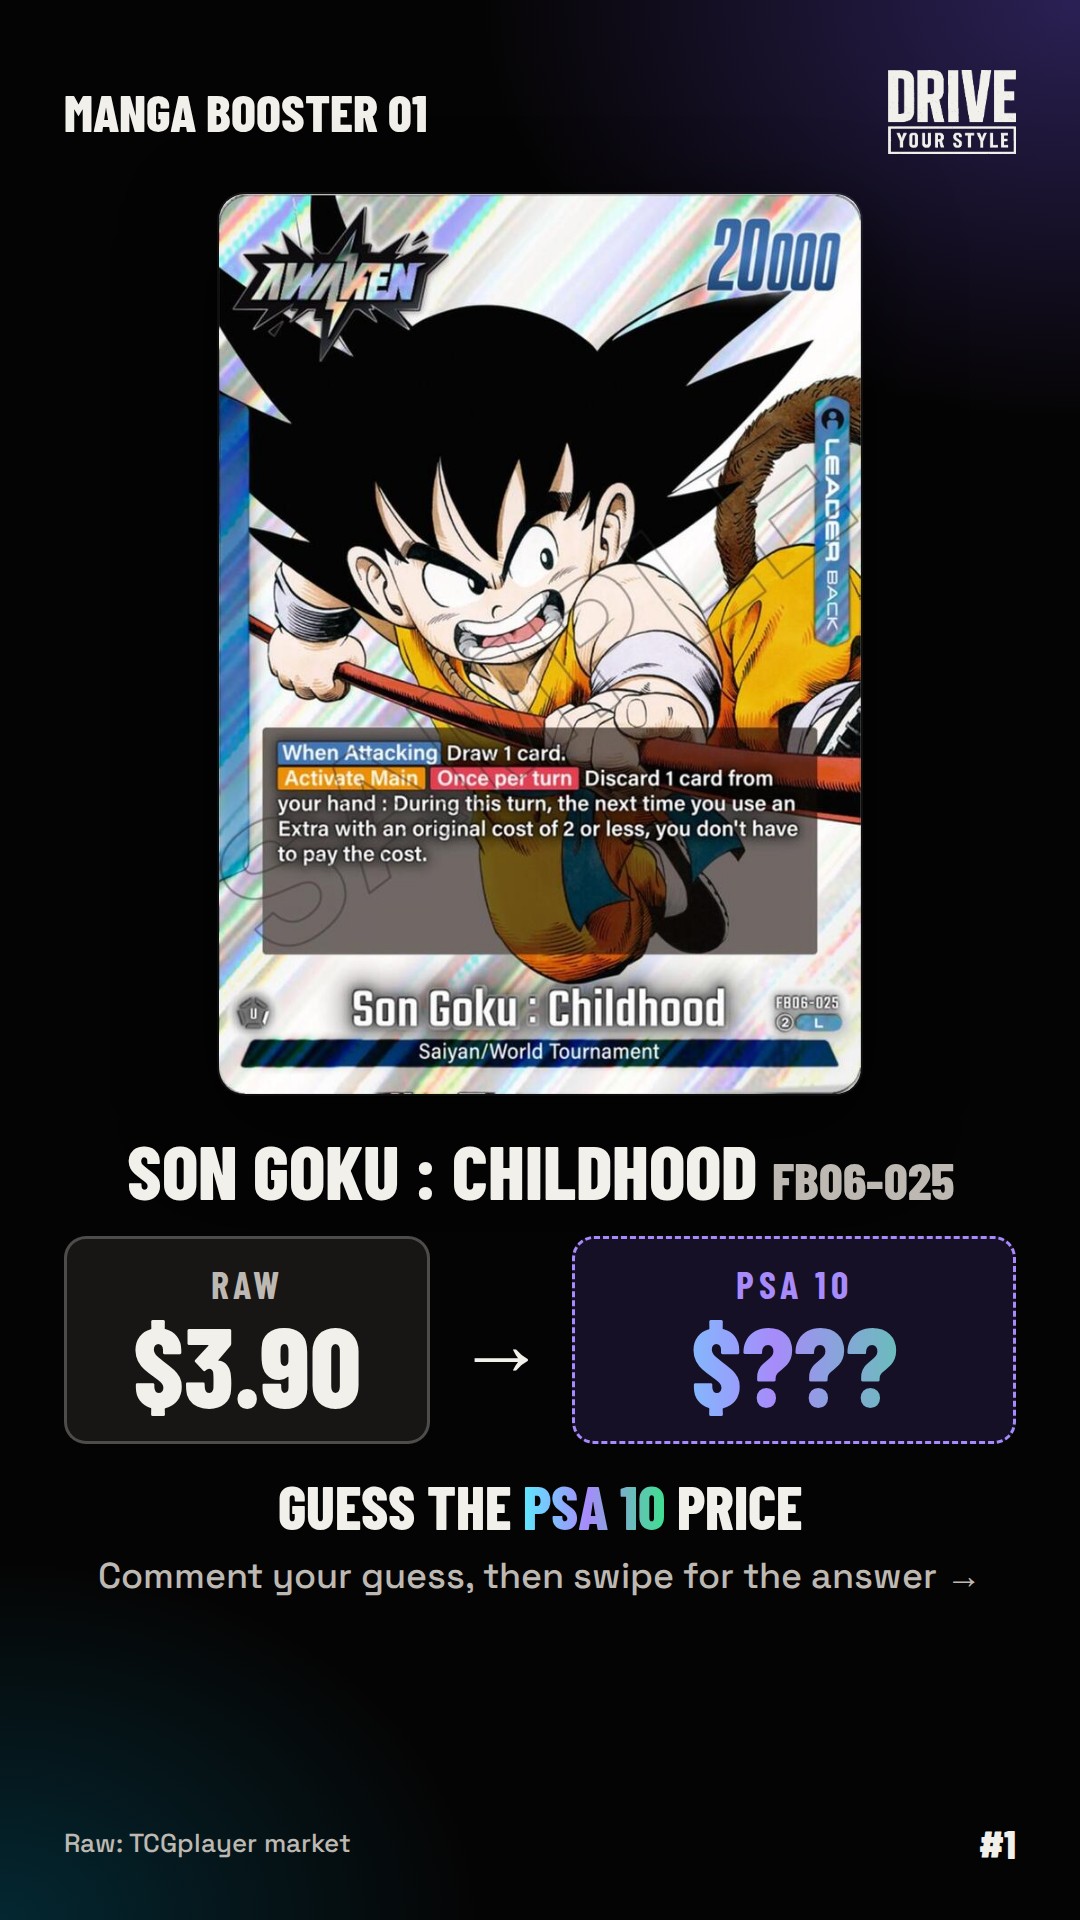 MANGA BOOSTER 01
DRIVE
YOUR STYLE
AWAKEN
20000
LEADER BACK
When Attacking Draw 1 card.
Activate Main Once per turn Discard 1 card from
your hand : During this turn, the next time you use an
Extra with an original cost of 2 or less, you don't have
to pay the cost.
SAMPLE
U
Son Goku : Childhood
FB06-025
2 L
Saiyan/World Tournament
SON GOKU : CHILDHOOD FB06-025
RAW
$3.90
→
PSA 10
$???
GUESS THE PSA 10 PRICE
Comment your guess, then swipe for the answer →
Raw: TCGplayer market
#1